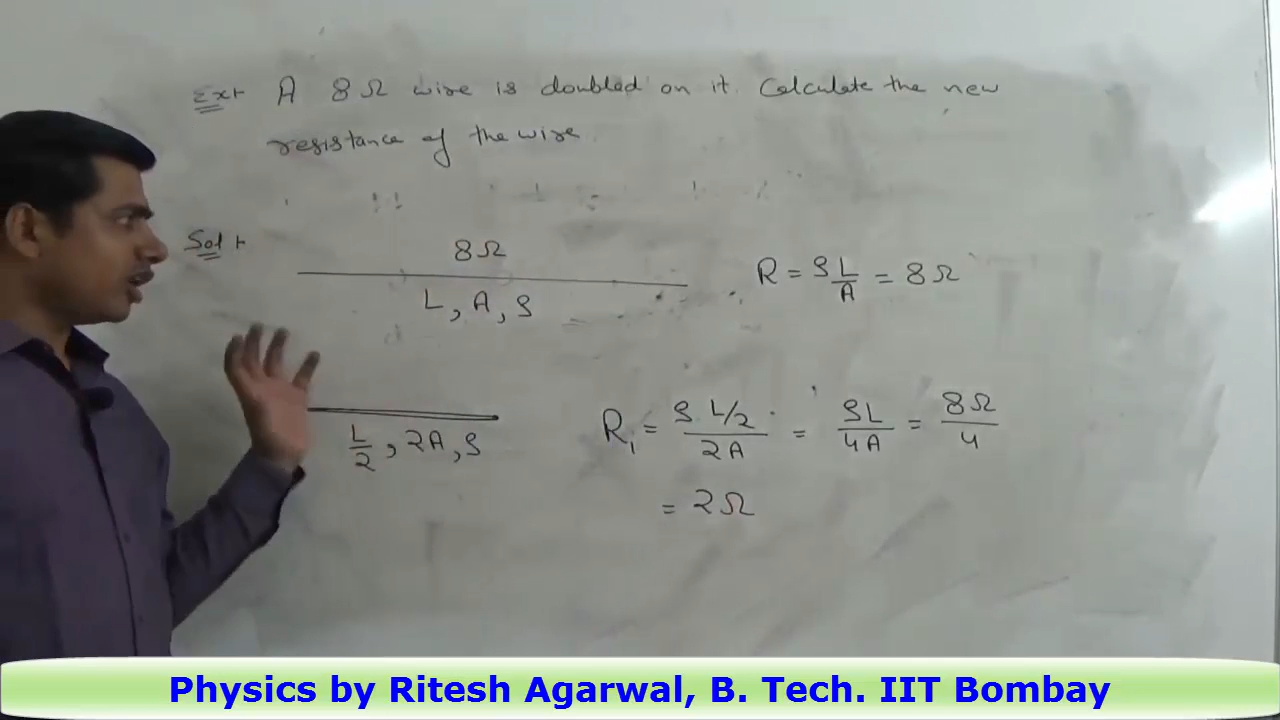 Ex:- A 8Ω wire is doubled on it. Calculate the new
resistance of the wire.
Sol:-
8Ω
L, A, ρ
R = ρ L/A = 8Ω
L/2, 2A, ρ
R₁ = ρ L/2 / 2A = ρL/4A = 8Ω/4
= 2Ω
Physics by Ritesh Agarwal, B. Tech. IIT Bombay